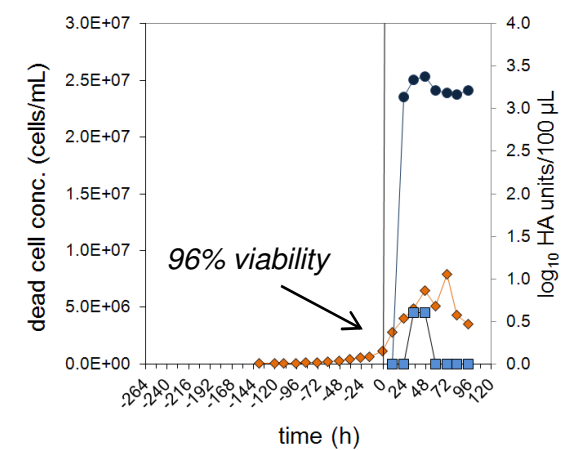 dead cell conc. (cells/mL)
3.0E+07
2.5E+07
2.0E+07
1.5E+07
1.0E+07
5.0E+06
0.0E+00
96% viability
4.0
3.5
3.0
2.5
2.0
1.5
1.0
0.5
0.0
log₁₀ HA units/100 µL
-264 -240 -216 -192 -168 -144 -120 -96 -72 -48 -24 0 24 48 72 96 120
time (h)